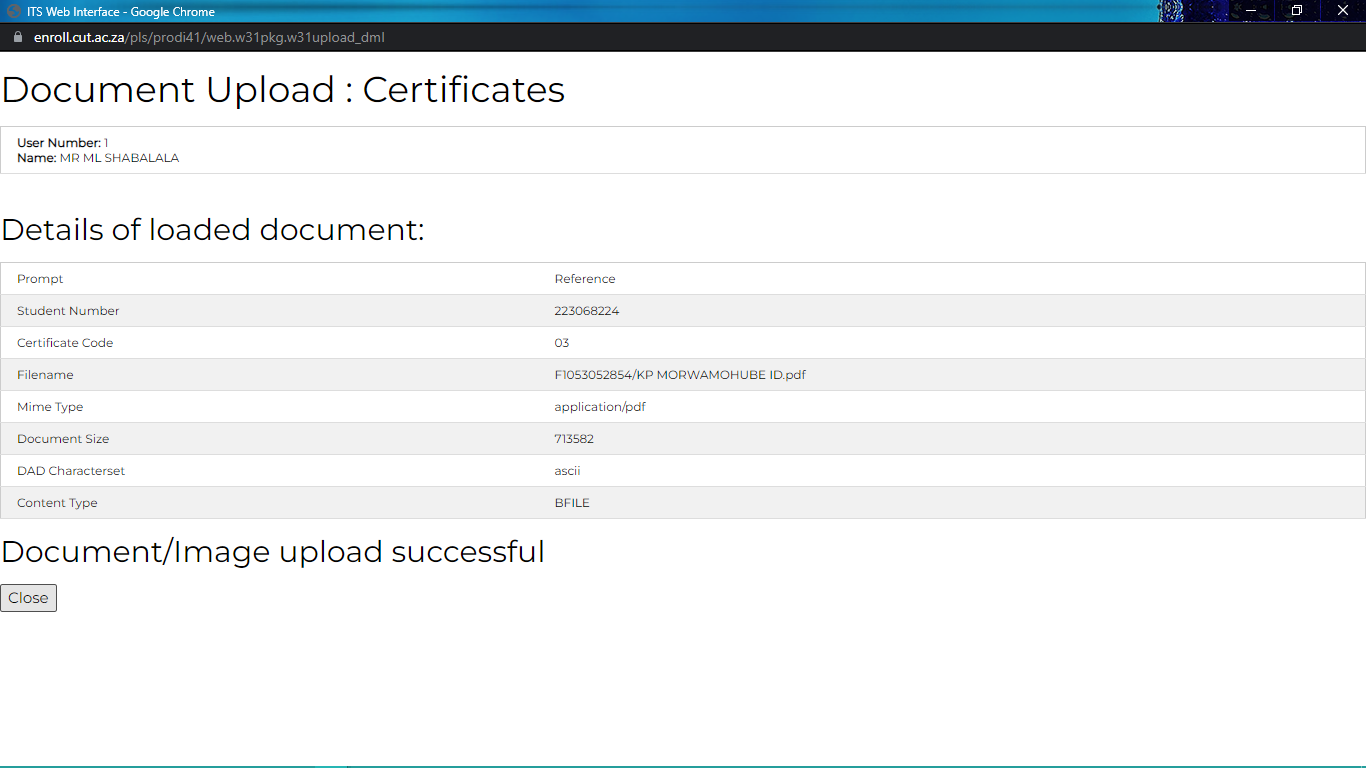 ITS Web Interface - Google Chrome
enroll.cut.ac.za/pls/prodi41/web.w31pkg.w31upload_dml
Document Upload : Certificates
User Number: 1
Name: MR ML SHABALALA
Details of loaded document:
Prompt Reference
Student Number 223068224
Certificate Code 03
Filename F1053052854/KP MORWAMOHUBE ID.pdf
Mime Type application/pdf
Document Size 713582
DAD Characterset ascii
Content Type BFILE
Document/Image upload successful
Close